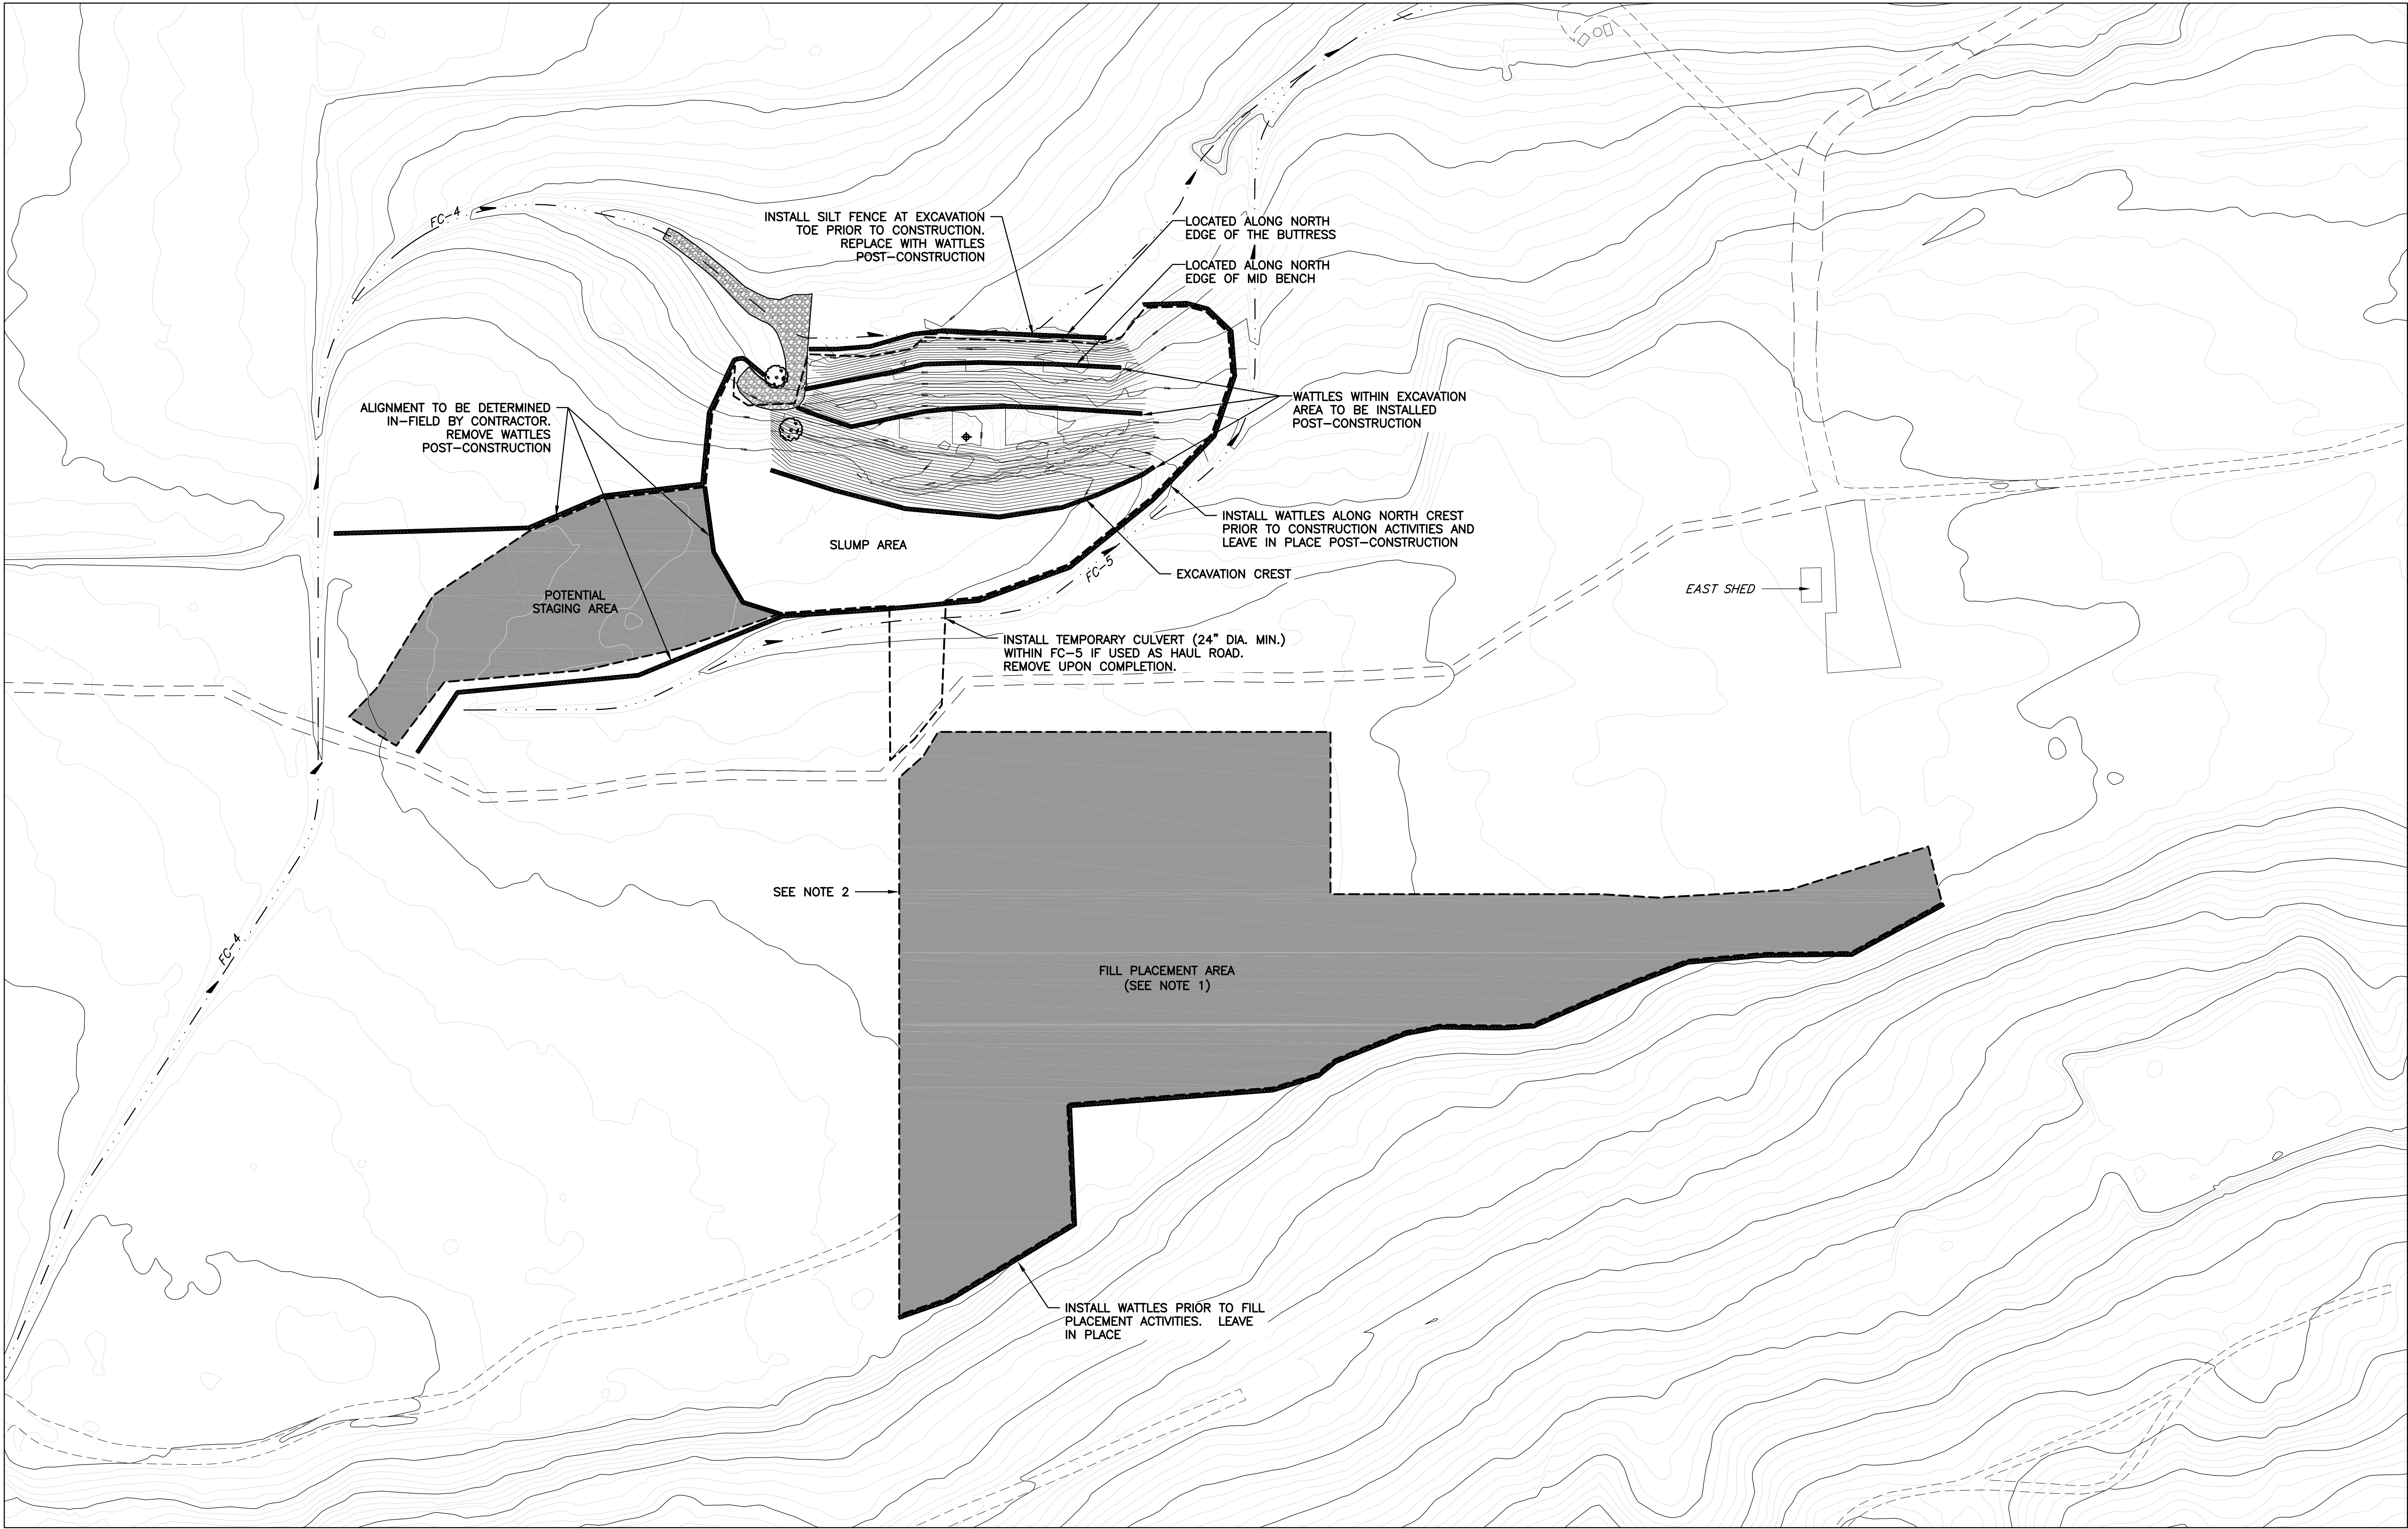 FC-4
INSTALL SILT FENCE AT EXCAVATION
TOE PRIOR TO CONSTRUCTION.
REPLACE WITH WATTLES
POST-CONSTRUCTION
LOCATED ALONG NORTH
EDGE OF THE BUTTRESS
LOCATED ALONG NORTH
EDGE OF MID BENCH
ALIGNMENT TO BE DETERMINED
IN-FIELD BY CONTRACTOR.
REMOVE WATTLES
POST-CONSTRUCTION
WATTLES WITHIN EXCAVATION
AREA TO BE INSTALLED
POST-CONSTRUCTION
INSTALL WATTLES ALONG NORTH CREST
PRIOR TO CONSTRUCTION ACTIVITIES AND
LEAVE IN PLACE POST-CONSTRUCTION
SLUMP AREA
FC-5
EXCAVATION CREST
POTENTIAL
STAGING AREA
EAST SHED
INSTALL TEMPORARY CULVERT (24" DIA. MIN.)
WITHIN FC-5 IF USED AS HAUL ROAD.
REMOVE UPON COMPLETION.
SEE NOTE 2
FC-4
FILL PLACEMENT AREA
(SEE NOTE 1)
INSTALL WATTLES PRIOR TO FILL
PLACEMENT ACTIVITIES. LEAVE
IN PLACE